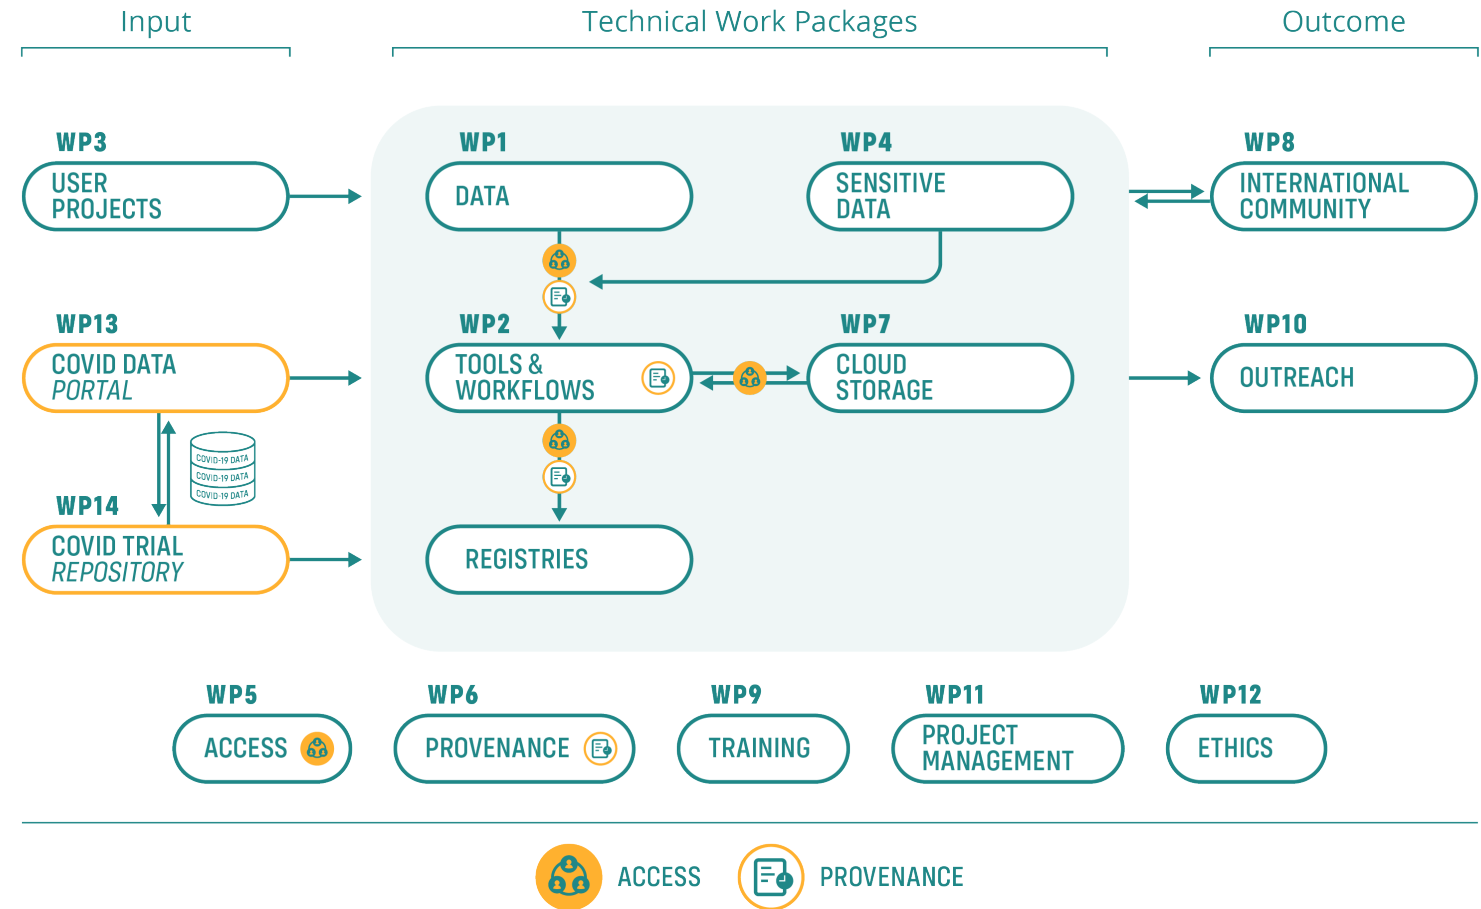 Input
Technical Work Packages
Outcome
WP3
USER
PROJECTS
WP1
DATA
WP4
SENSITIVE
DATA
WP8
INTERNATIONAL
COMMUNITY
WP13
COVID DATA
PORTAL
WP2
TOOLS &
WORKFLOWS
WP7
CLOUD
STORAGE
WP10
OUTREACH
COVID-19 DATA
COVID-19 DATA
COVID-19 DATA
WP14
COVID TRIAL
REPOSITORY
REGISTRIES
WP5
ACCESS
WP6
PROVENANCE
WP9
TRAINING
WP11
PROJECT
MANAGEMENT
WP12
ETHICS
ACCESS
PROVENANCE